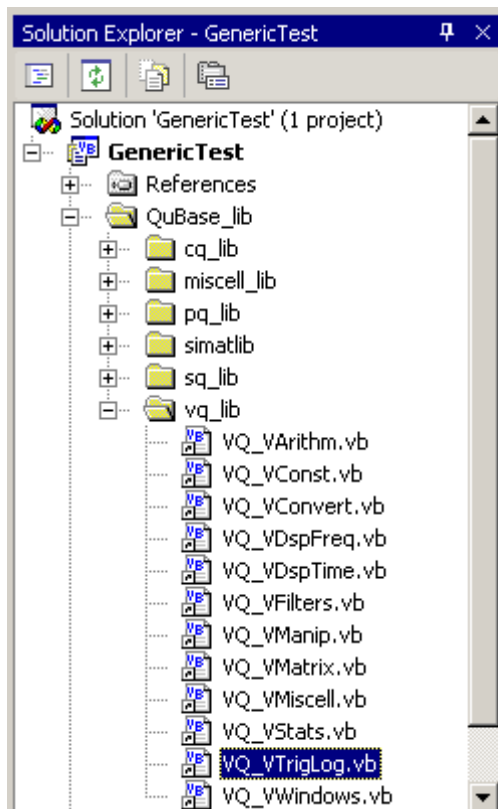 Solution Explorer - GenericTest
Solution 'GenericTest' (1 project)
GenericTest
References
QuBase_lib
cq_lib
miscell_lib
pq_lib
simatlib
sq_lib
vq_lib
VQ_VArithm.vb
VQ_VConst.vb
VQ_VConvert.vb
VQ_VDspFreq.vb
VQ_VDspTime.vb
VQ_VFilters.vb
VQ_VManip.vb
VQ_VMatrix.vb
VQ_VMiscell.vb
VQ_VStats.vb
VQ_VTrigLog.vb
VQ_VWindows.vb